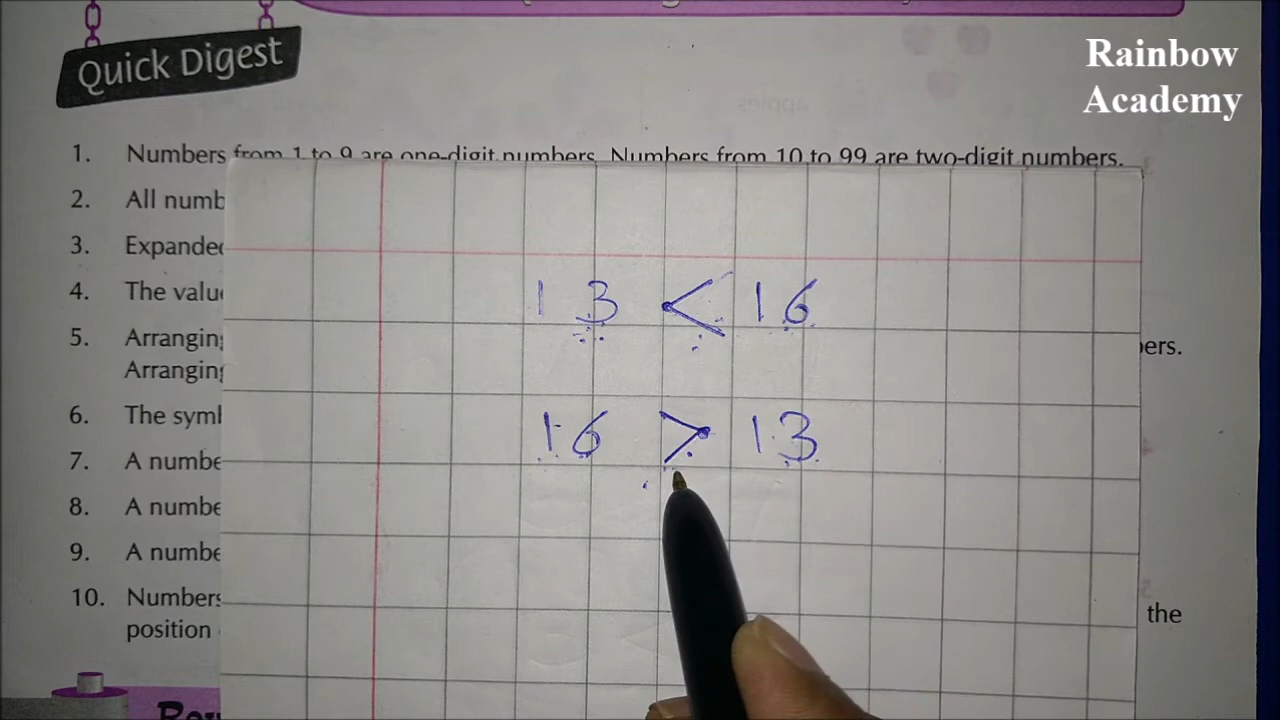 Quick Digest
Rainbow
Academy
1. Numbers from 1 to 9 are one-digit numbers. Numbers from 10 to 99 are two-digit numbers.
2. All numb
3. Expanded
4. The valu
5. Arranging
Arranging
ers.
6. The symb
7. A numbe
8. A numbe
9. A numbe
10. Numbers
position
the
13 < 16
16 > 13